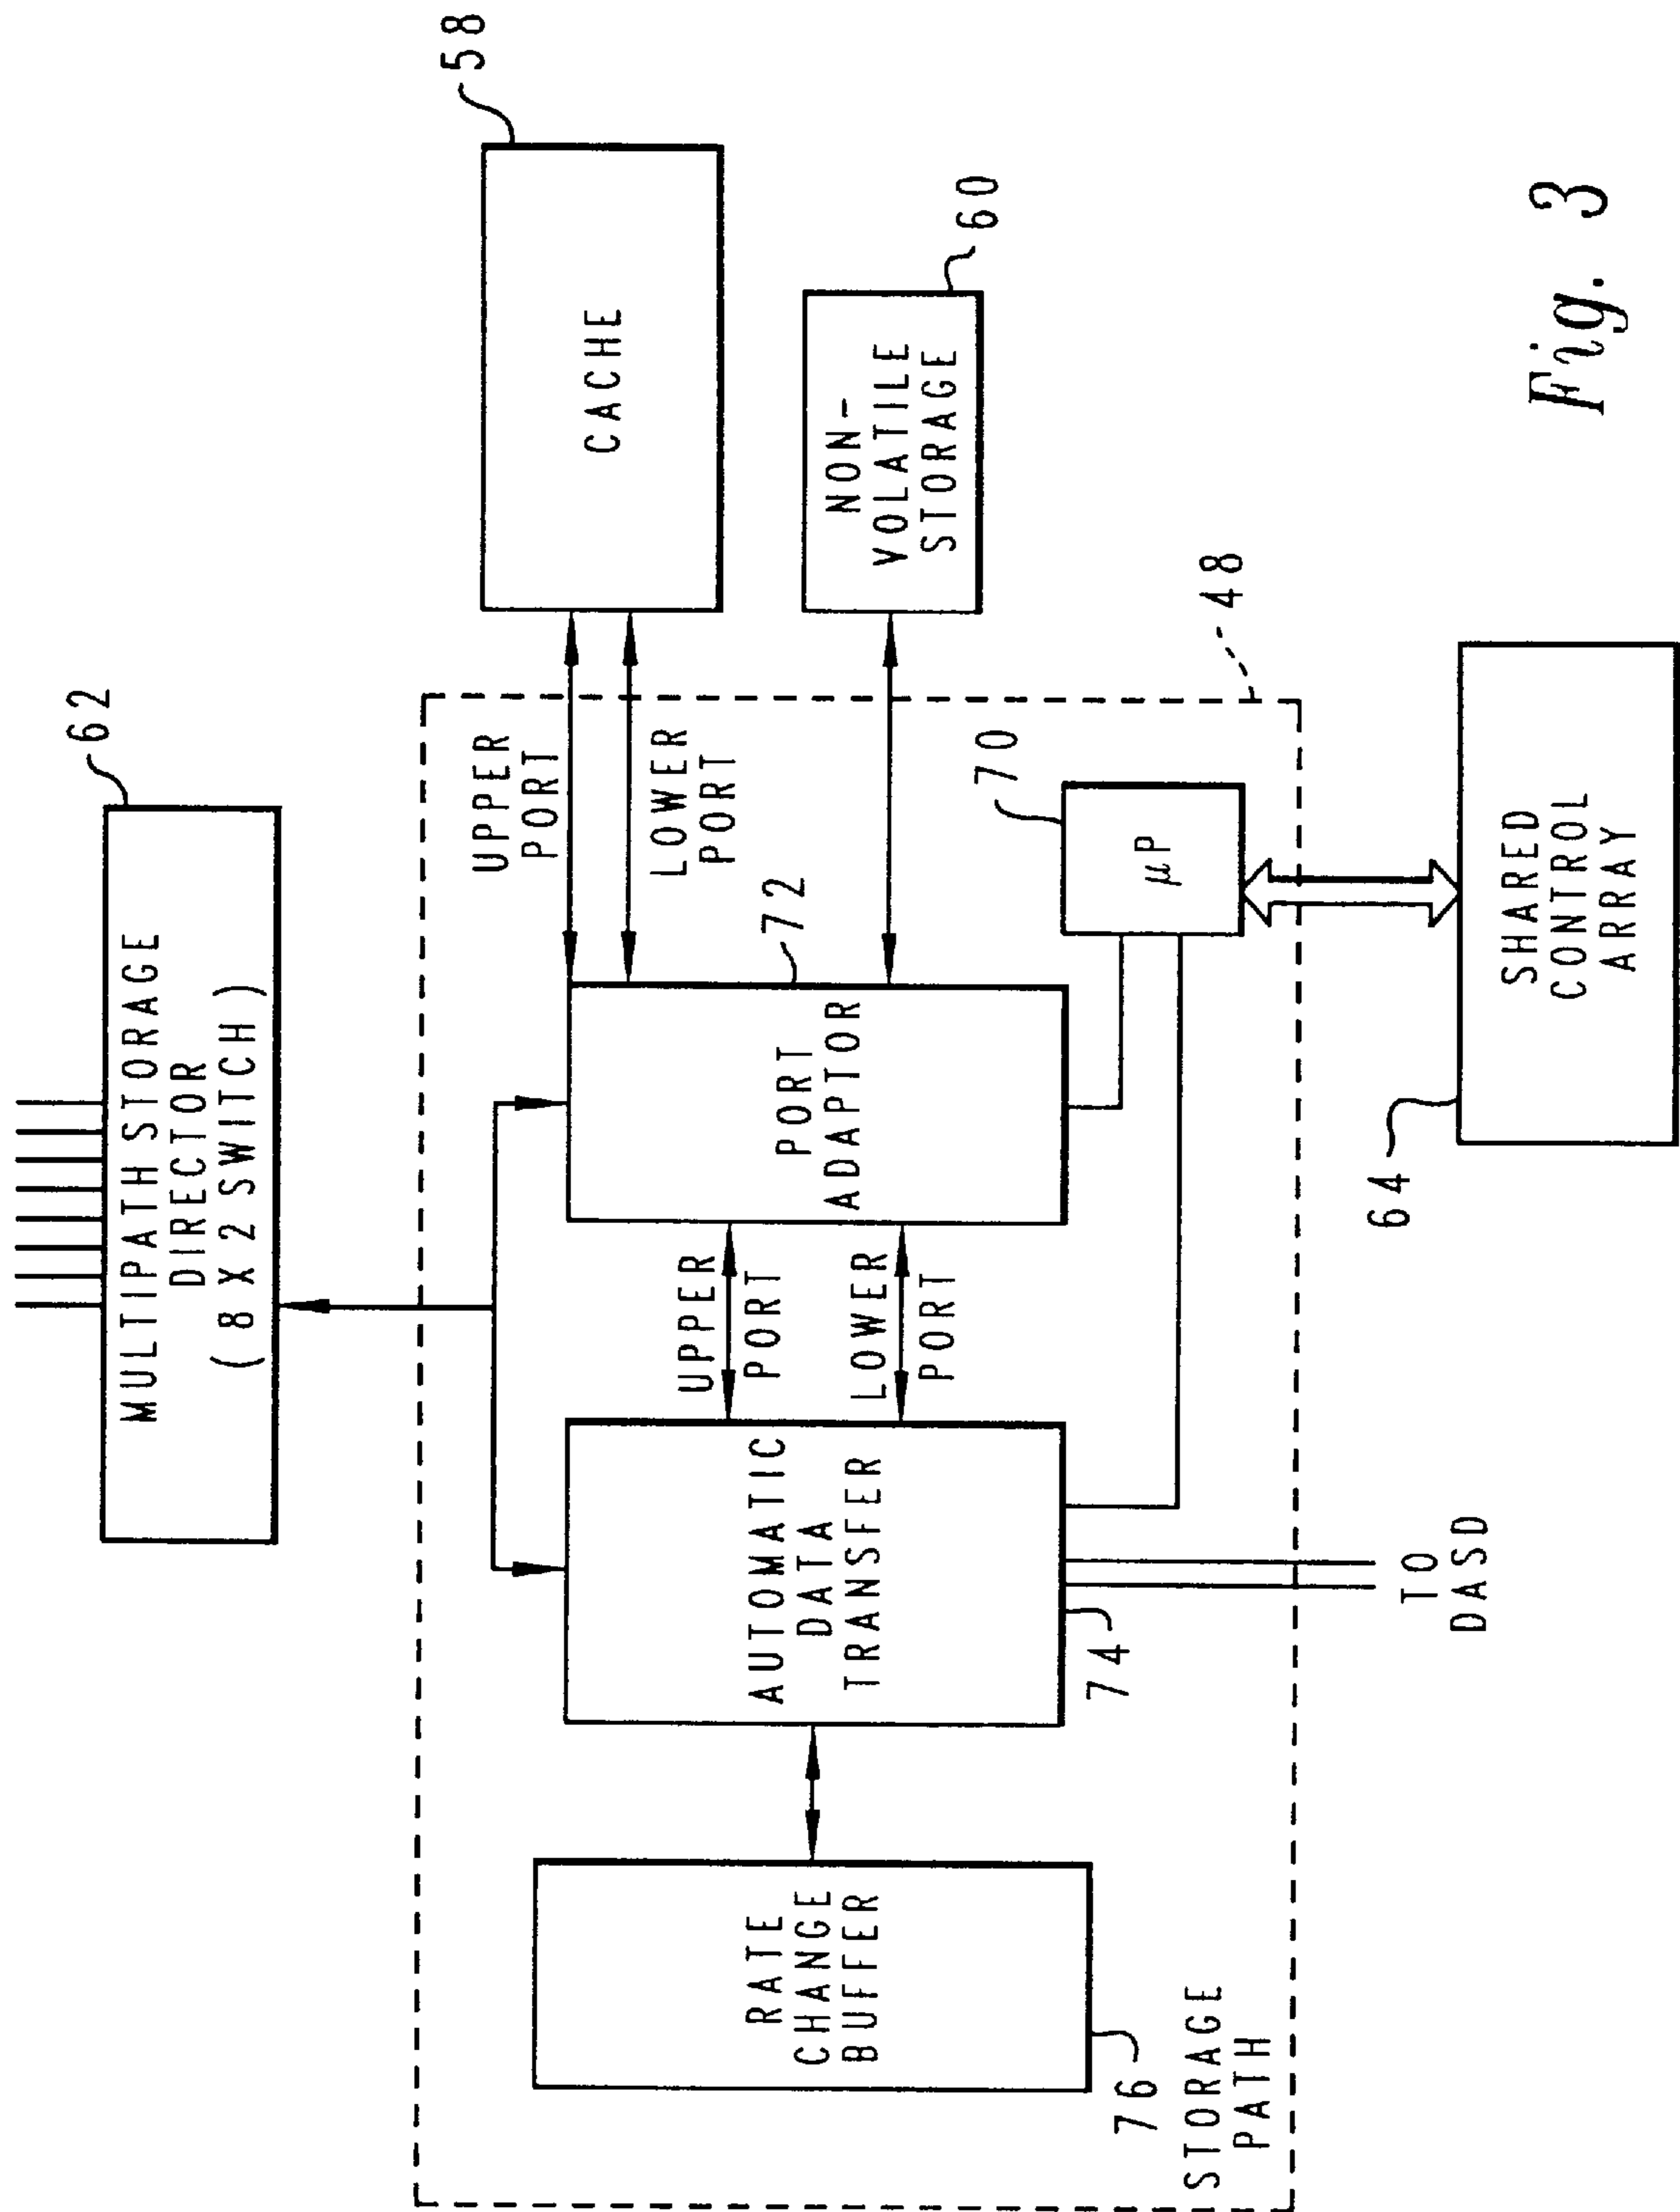 62
MULTIPATH STORAGE
DIRECTOR
( 8 X 2 SWITCH )
58
CACHE
UPPER
PORT
LOWER
PORT
NON-
VOLATILE
STORAGE
60
72
PORT
ADAPTOR
UPPER
PORT
LOWER
PORT
AUTOMATIC
DATA
TRANSFER
74
RATE
CHANGE
BUFFER
76
STORAGE
PATH
70
μP
48
TO
DASD
64
SHARED
CONTROL
ARRAY
Fig. 3